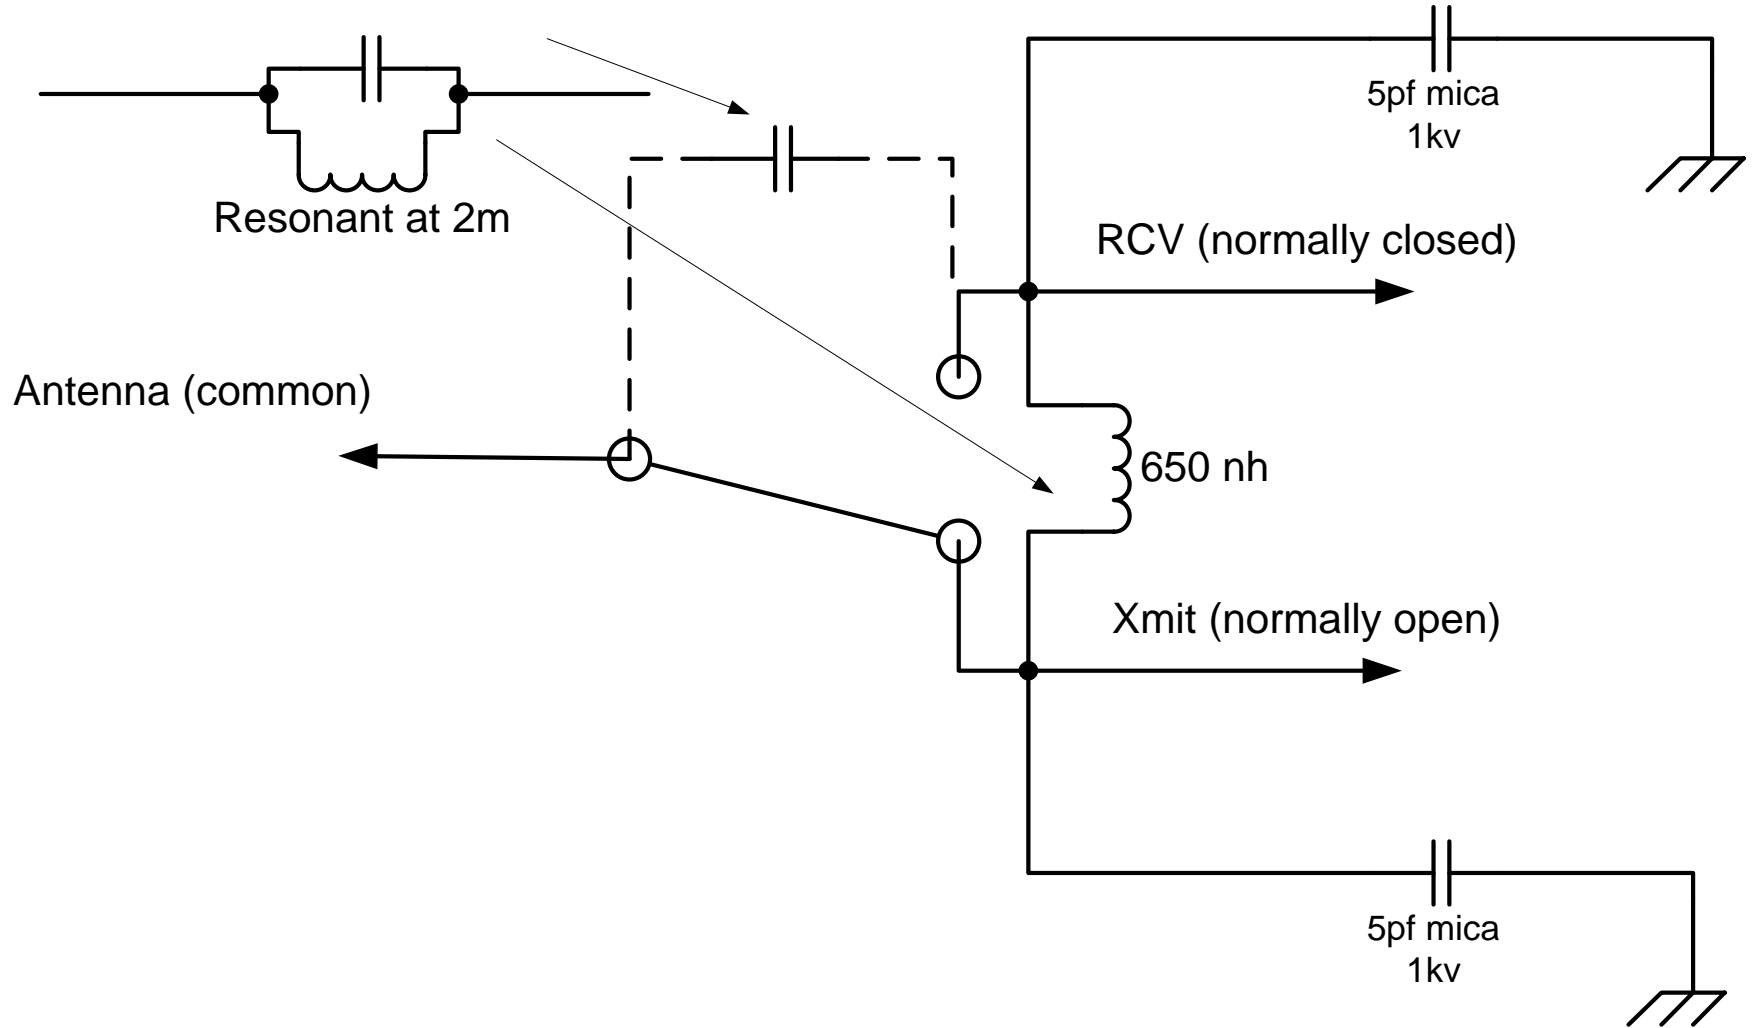 5pf mica
1kv
Resonant at 2m
RCV (normally closed)
Antenna (common)
650 nh
Xmit (normally open)
5pf mica
1kv